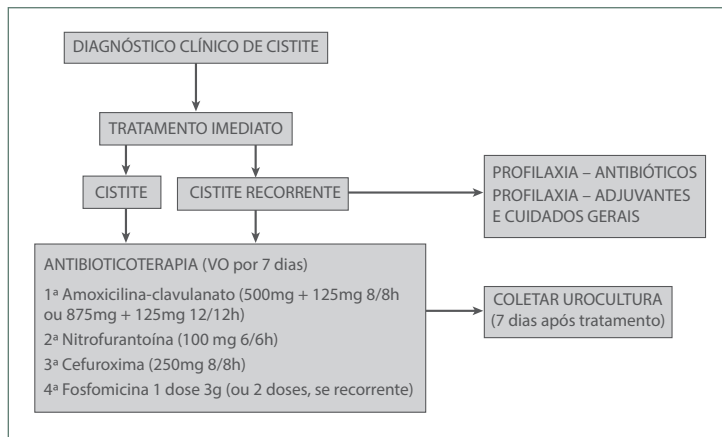 DIAGNÓSTICO CLÍNICO DE CISTITE
TRATAMENTO IMEDIATO
CISTITE
CISTITE RECORRENTE
PROFILAXIA – ANTIBIÓTICOS
PROFILAXIA – ADJUVANTES
E CUIDADOS GERAIS
ANTIBIOTICOTERAPIA (VO por 7 dias)
1ª Amoxicilina-clavulanato (500mg + 125mg 8/8h
ou 875mg + 125mg 12/12h)
2ª Nitrofurantoína (100 mg 6/6h)
3ª Cefuroxima (250mg 8/8h)
4ª Fosfomicina 1 dose 3g (ou 2 doses, se recorrente)
COLETAR UROCULTURA
(7 dias após tratamento)